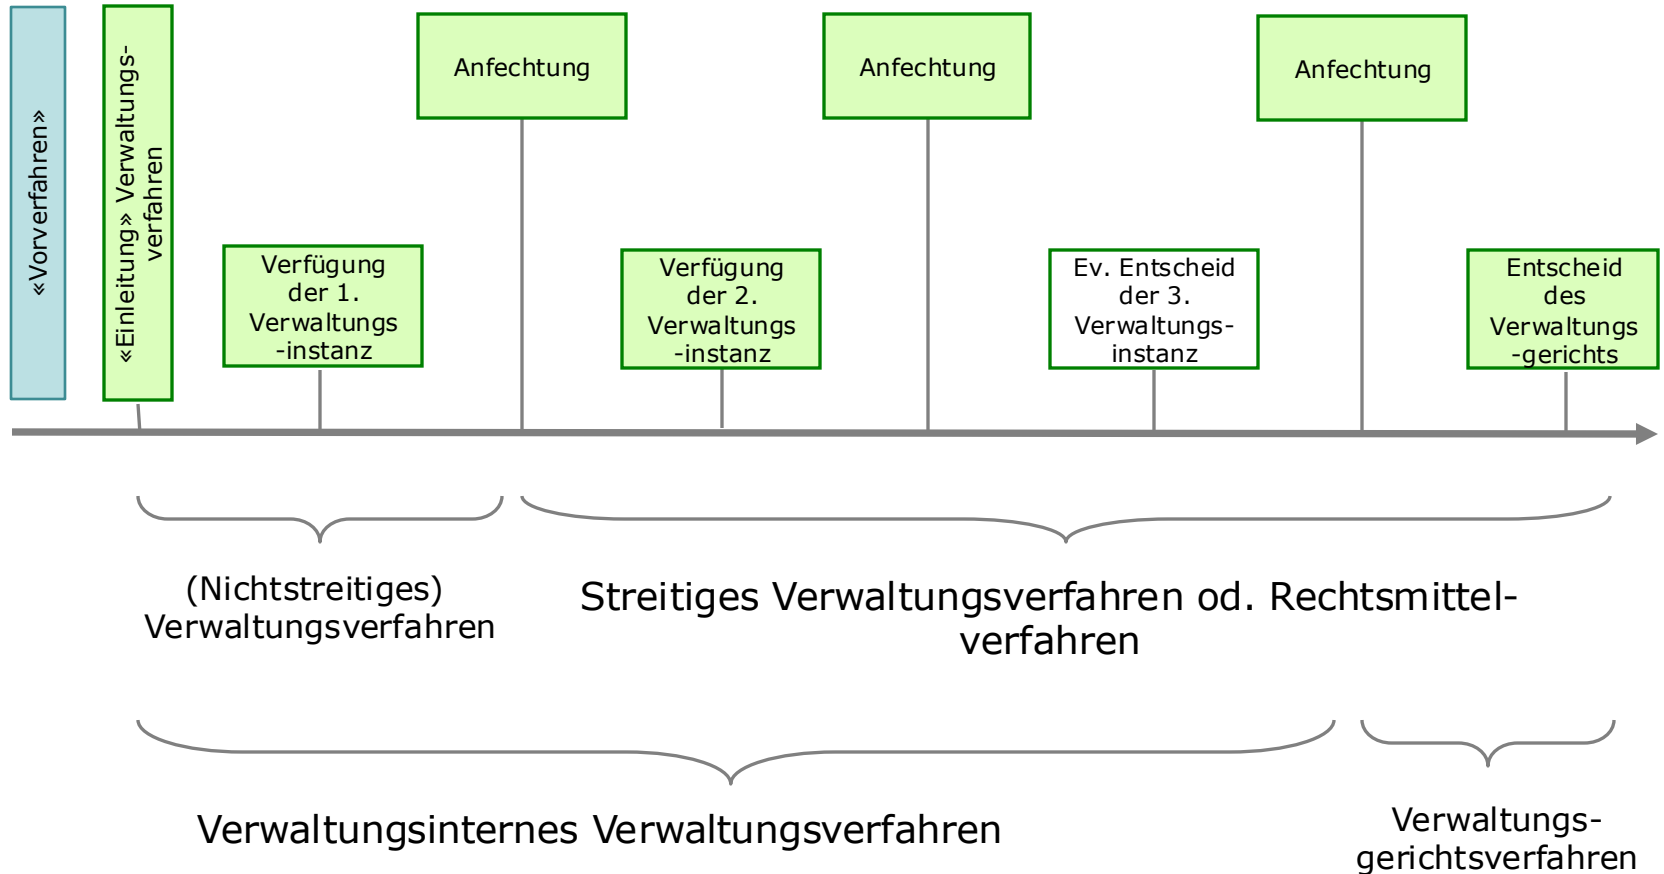 «Vorverfahren»
«Einleitung» Verwaltungs-
verfahren
Anfechtung
Anfechtung
Anfechtung
Verfügung
der 1.
Verwaltungs
-instanz
Verfügung
der 2.
Verwaltungs
-instanz
Ev. Entscheid
der 3.
Verwaltungs-
instanz
Entscheid
des
Verwaltungs
-gerichts
(Nichtstreitiges)
Verwaltungsverfahren
Streitiges Verwaltungsverfahren od. Rechtsmittel-
verfahren
Verwaltungsinternes Verwaltungsverfahren
Verwaltungs-
gerichtsverfahren